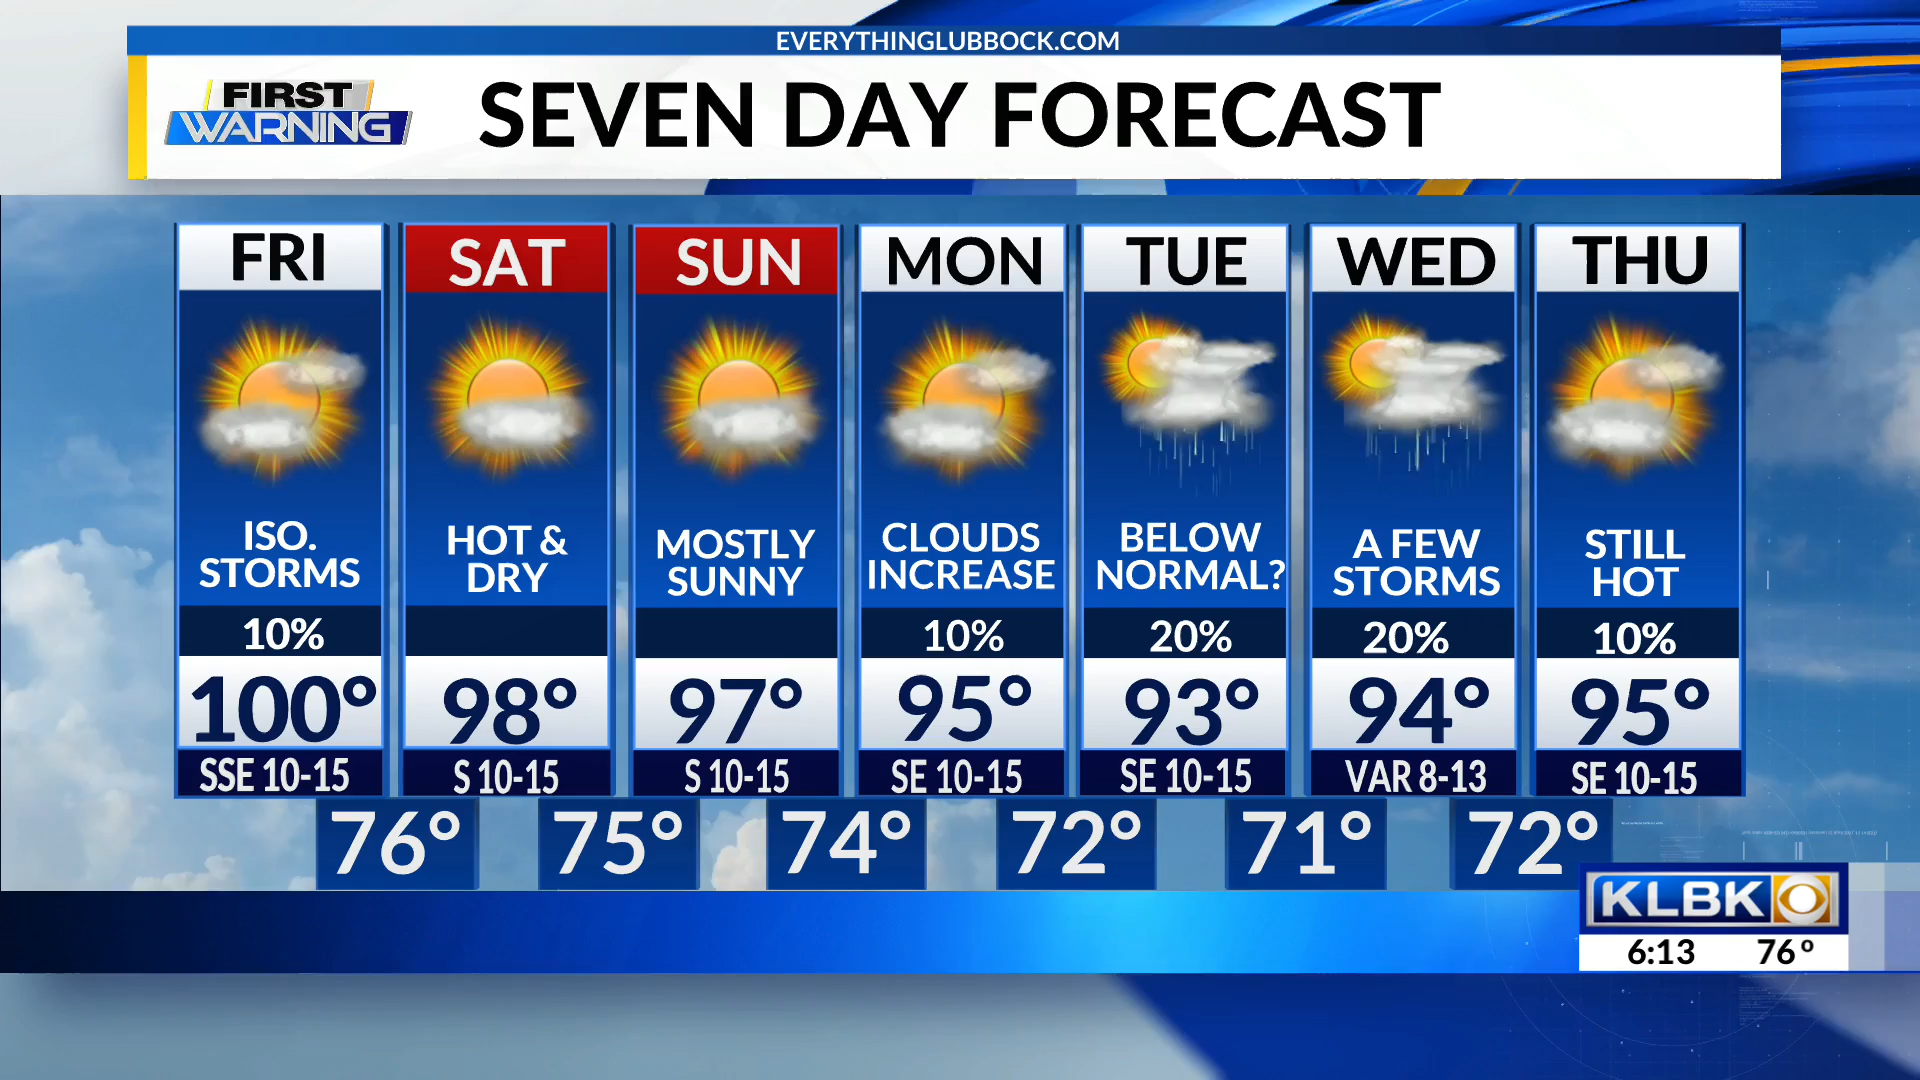 EVERYTHINGLUBBOCK.COM
FIRST
WARNING
SEVEN DAY FORECAST
FRI
ISO.
STORMS
10%
100°
SSE 10-15
SAT
HOT &
DRY
98°
S 10-15
SUN
MOSTLY
SUNNY
97°
S 10-15
MON
CLOUDS
INCREASE
10%
95°
SE 10-15
TUE
BELOW
NORMAL?
20%
93°
SE 10-15
WED
A FEW
STORMS
20%
94°
VAR 8-13
THU
STILL
HOT
10%
95°
SE 10-15
76° 75° 74° 72° 71° 72°
KLBK
6:13 76°